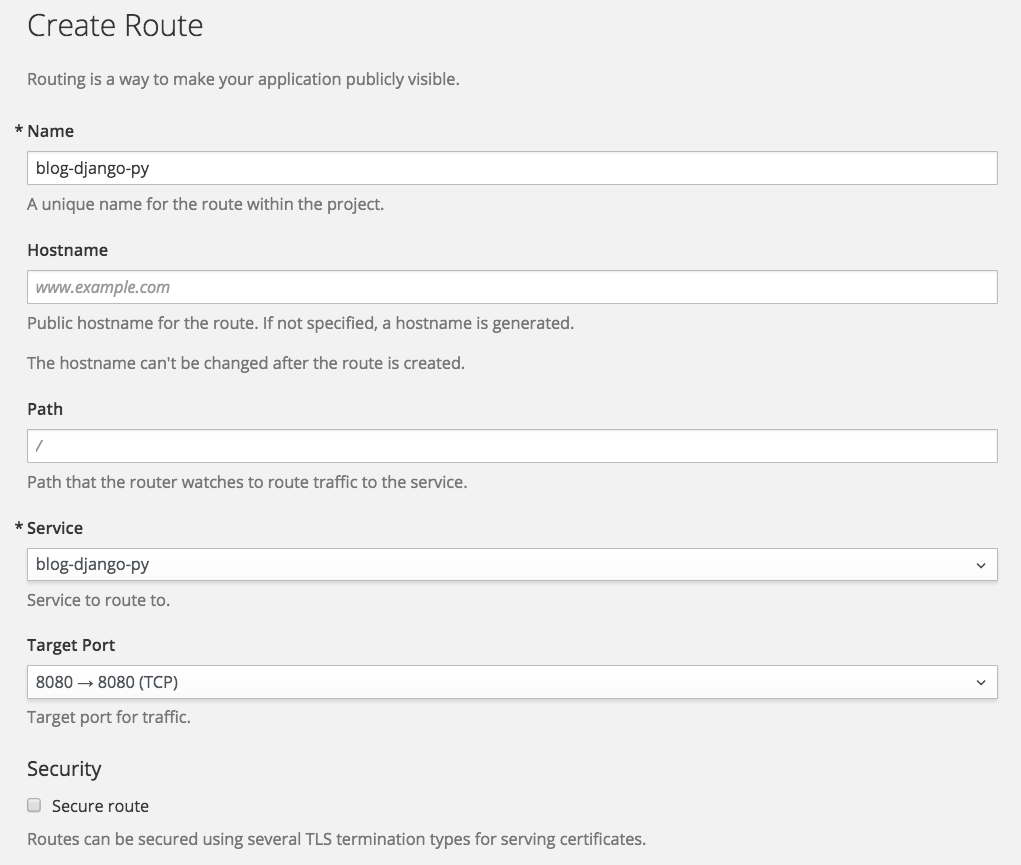 Create Route
Routing is a way to make your application publicly visible.
* Name
blog-django-py
A unique name for the route within the project.
Hostname
www.example.com
Public hostname for the route. If not specified, a hostname is generated.
The hostname can't be changed after the route is created.
Path
/
Path that the router watches to route traffic to the service.
* Service
blog-django-py
Service to route to.
Target Port
8080 → 8080 (TCP)
Target port for traffic.
Security
Secure route
Routes can be secured using several TLS termination types for serving certificates.